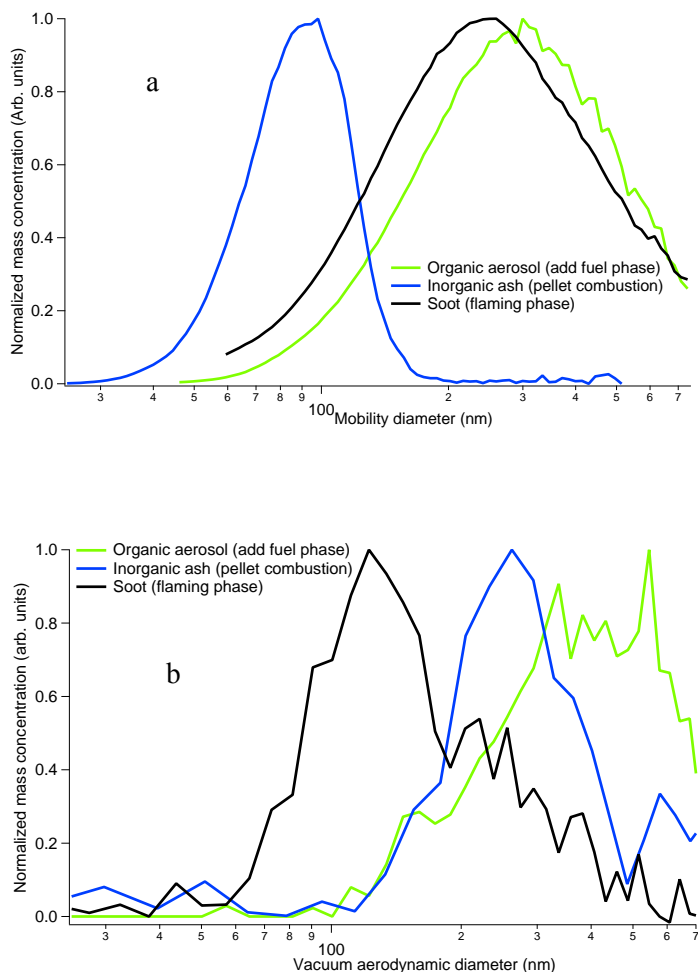 1.0
a
0.8
0.6
0.4
0.2
0.0
Normalized mass concentration (Arb. units)
Organic aerosol (add fuel phase)
Inorganic ash (pellet combustion)
Soot (flaming phase)
3 4 5 6 7 8 9 100 2 3 4 5 6 7
Mobility diameter (nm)
Organic aerosol (add fuel phase)
Inorganic ash (pellet combustion)
Soot (flaming phase)
1.0
b
0.8
0.6
0.4
0.2
0.0
Normalized mass concentration (arb. units)
3 4 5 6 7 8 9 100 2 3 4 5 6 7
Vacuum aerodynamic diameter (nm)